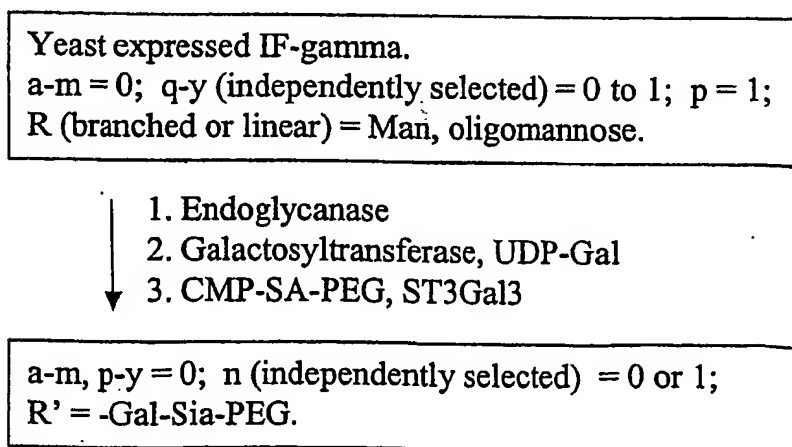 Yeast expressed IF-gamma.
a-m = 0; q-y (independently selected) = 0 to 1; p = 1;
R (branched or linear) = Man, oligomannose.
1. Endoglycanase
2. Galactosyltransferase, UDP-Gal
3. CMP-SA-PEG, ST3Gal3
a-m, p-y = 0; n (independently selected) = 0 or 1;
R' = -Gal-Sia-PEG.